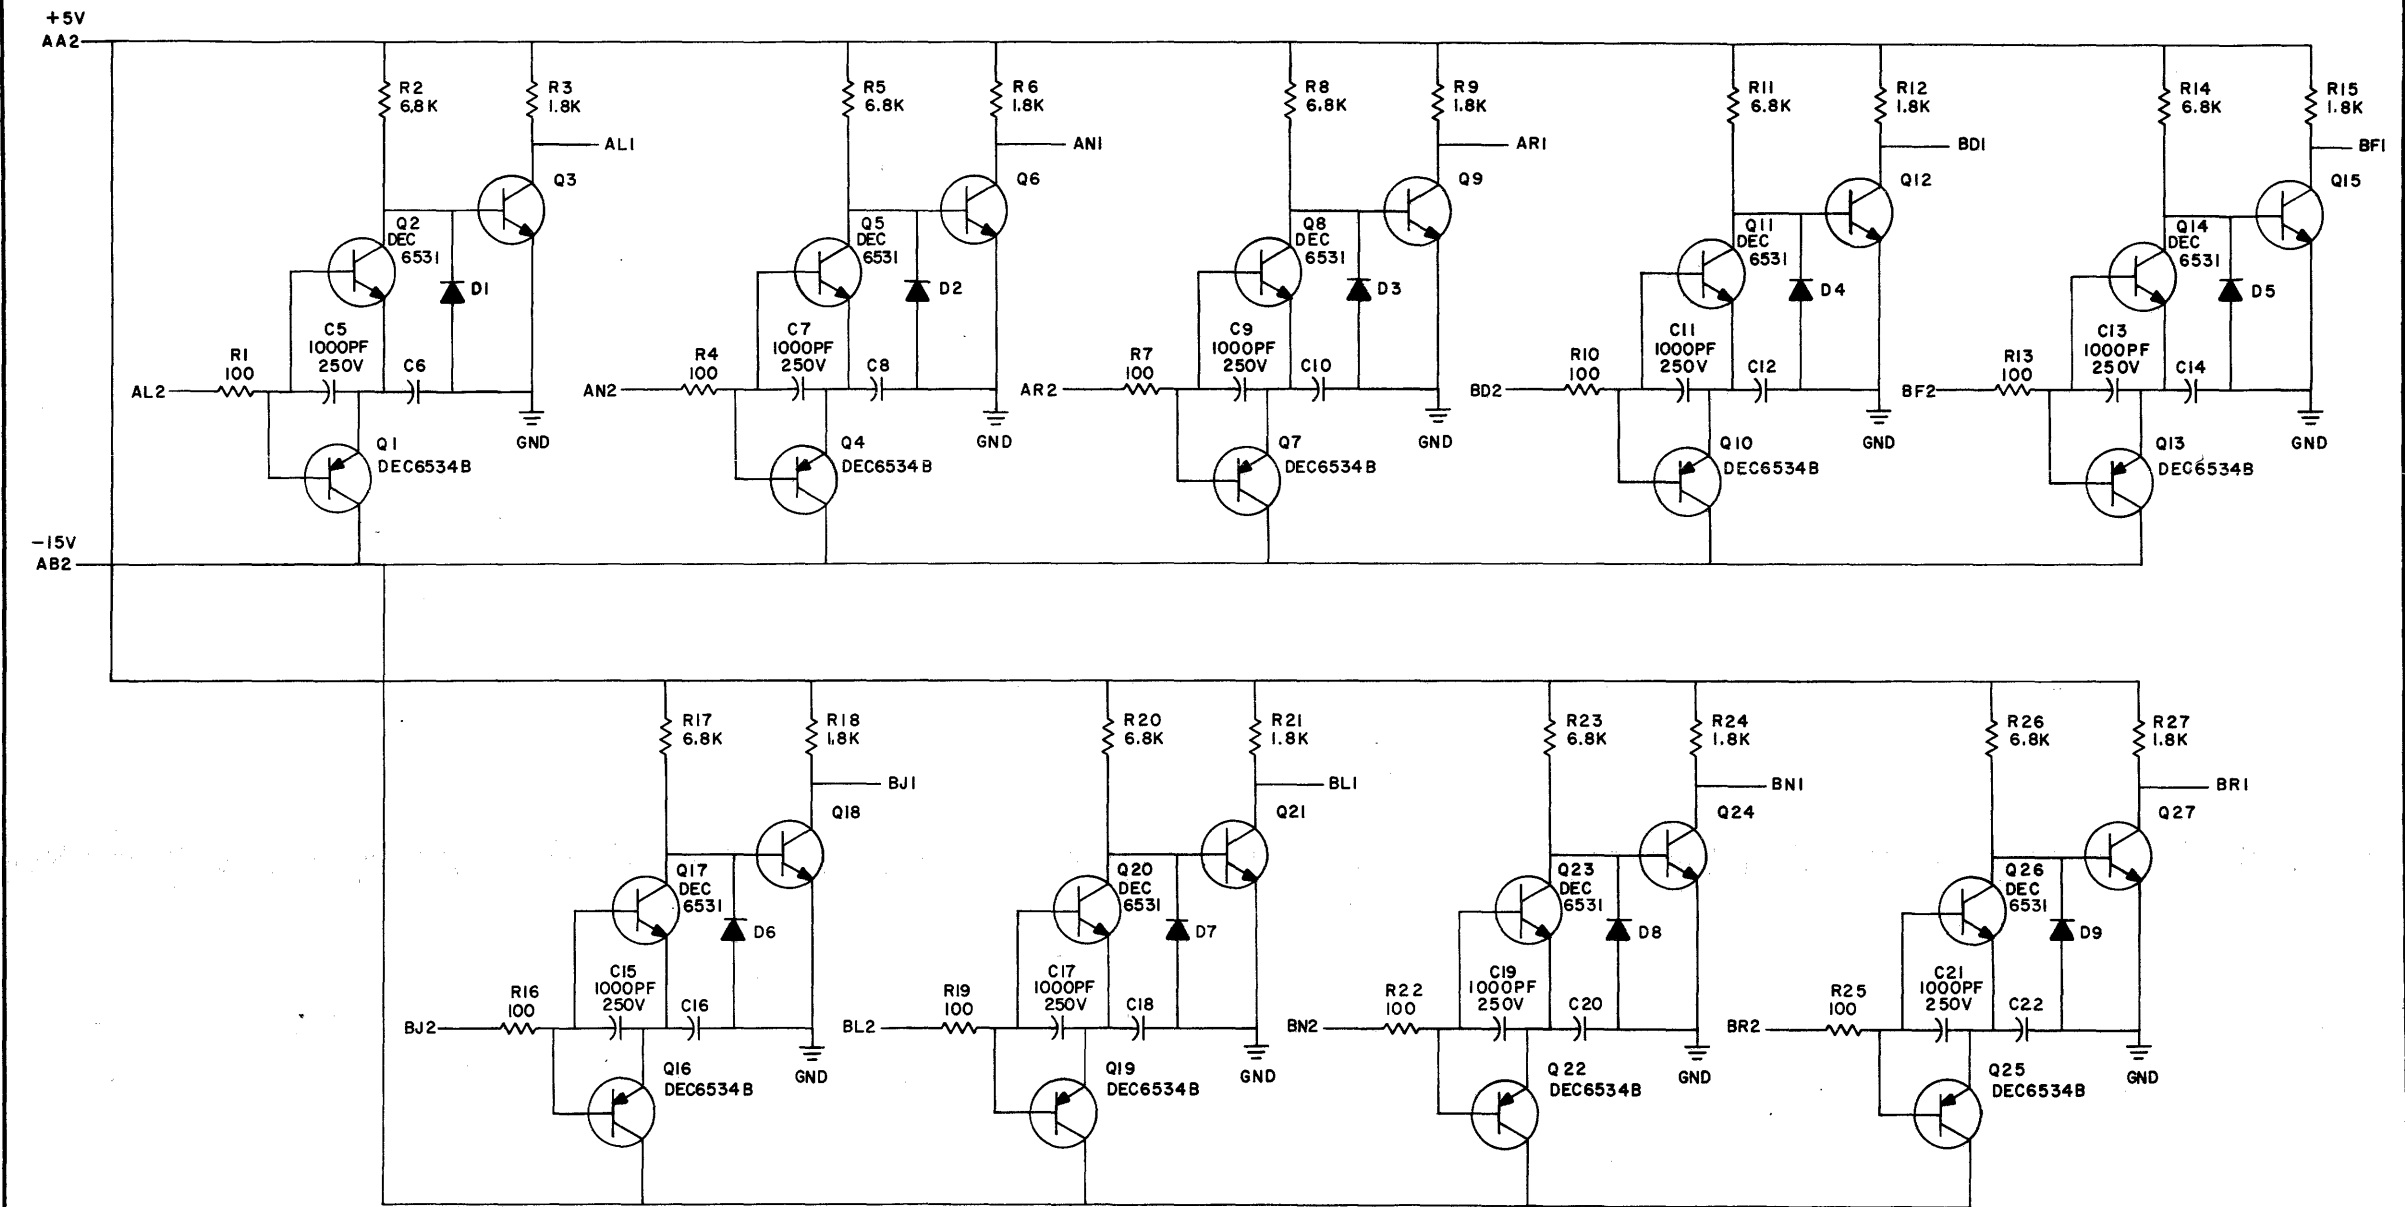 +5V
AA2
R2
6.8K
R3
1.8K
AL1
Q3
Q2
DEC
6531
D1
C5
1000PF
250V
C6
R1
100
AL2
GND
Q1
DEC6534B
R5
6.8K
R6
1.8K
AN1
Q6
Q5
DEC
6531
D2
C7
1000PF
250V
C8
R4
100
AN2
GND
Q4
DEC6534B
R8
6.8K
R9
1.8K
AR1
Q9
Q8
DEC
6531
D3
C9
1000PF
250V
C10
R7
100
AR2
GND
Q7
DEC6534B
R11
6.8K
R12
1.8K
BD1
Q12
Q11
DEC
6531
D4
C11
1000PF
250V
C12
R10
100
BD2
GND
Q10
DEC6534B
R14
6.8K
R15
1.8K
BF1
Q15
Q14
DEC
6531
D5
C13
1000PF
250V
C14
R13
100
BF2
GND
Q13
DEC6534B
-15V
AB2
R17
6.8K
R18
1.8K
BJ1
Q18
Q17
DEC
6531
D6
C15
1000PF
250V
C16
R16
100
BJ2
GND
Q16
DEC6534B
R20
6.8K
R21
1.8K
BL1
Q21
Q20
DEC
6531
D7
C17
1000PF
250V
C18
R19
100
BL2
GND
Q19
DEC6534B
R23
6.8K
R24
1.8K
BN1
Q24
Q23
DEC
6531
D8
C19
1000PF
250V
C20
R22
100
BN2
GND
Q22
DEC6534B
R26
6.8K
R27
1.8K
BR1
Q27
Q26
DEC
6531
D9
C21
1000PF
250V
C22
R25
100
BR2
GND
Q25
DEC6534B